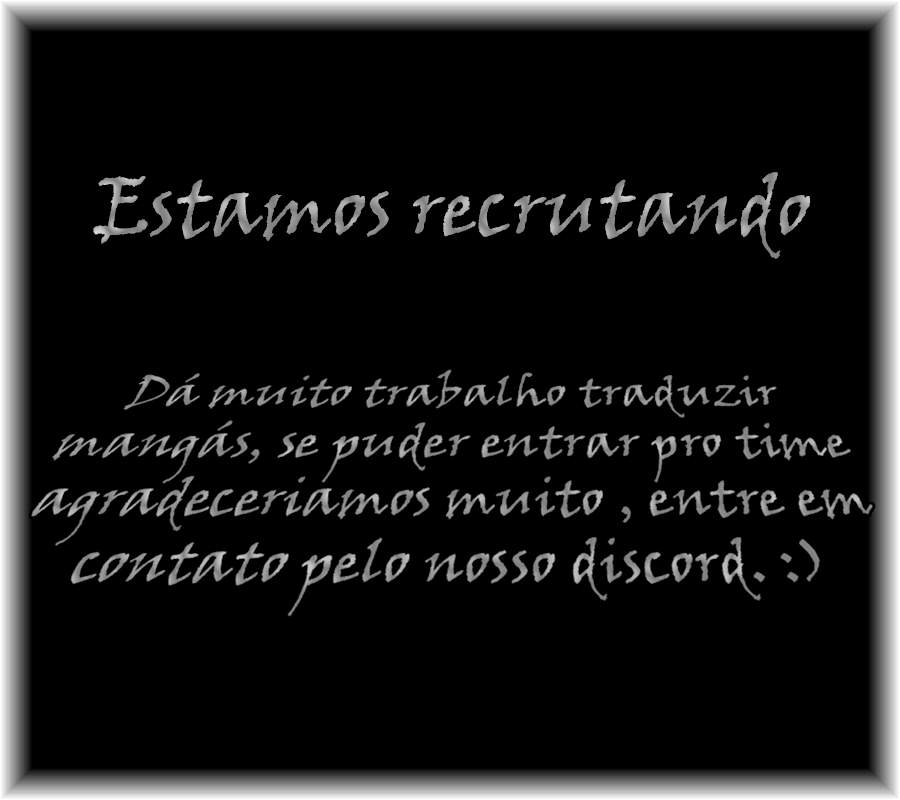 Estamos recrutando
Dá muito trabalho traduzir
mangás, se puder entrar pro time
agradeceriamos muito , entre em
contato pelo nosso discord. :)